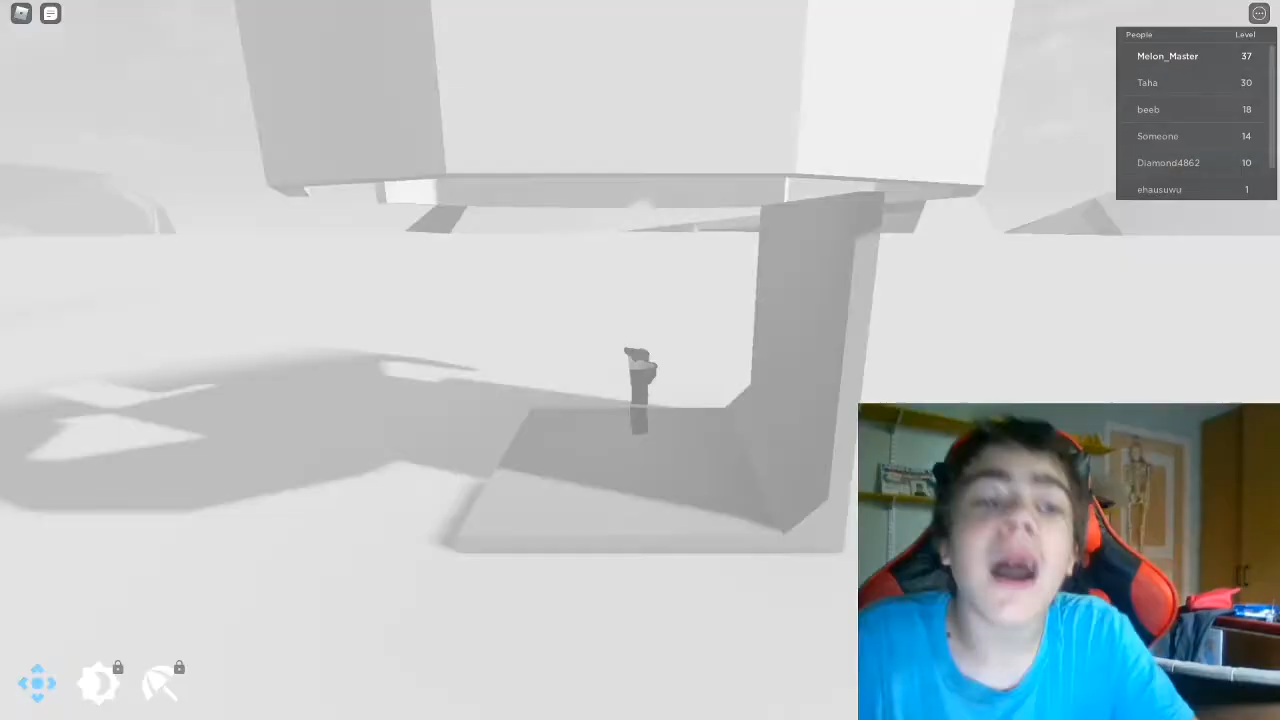 People Level
Melon_Master 37
Taha 30
beeb 18
Someone 14
Diamond4862 10
ehausuwu 1